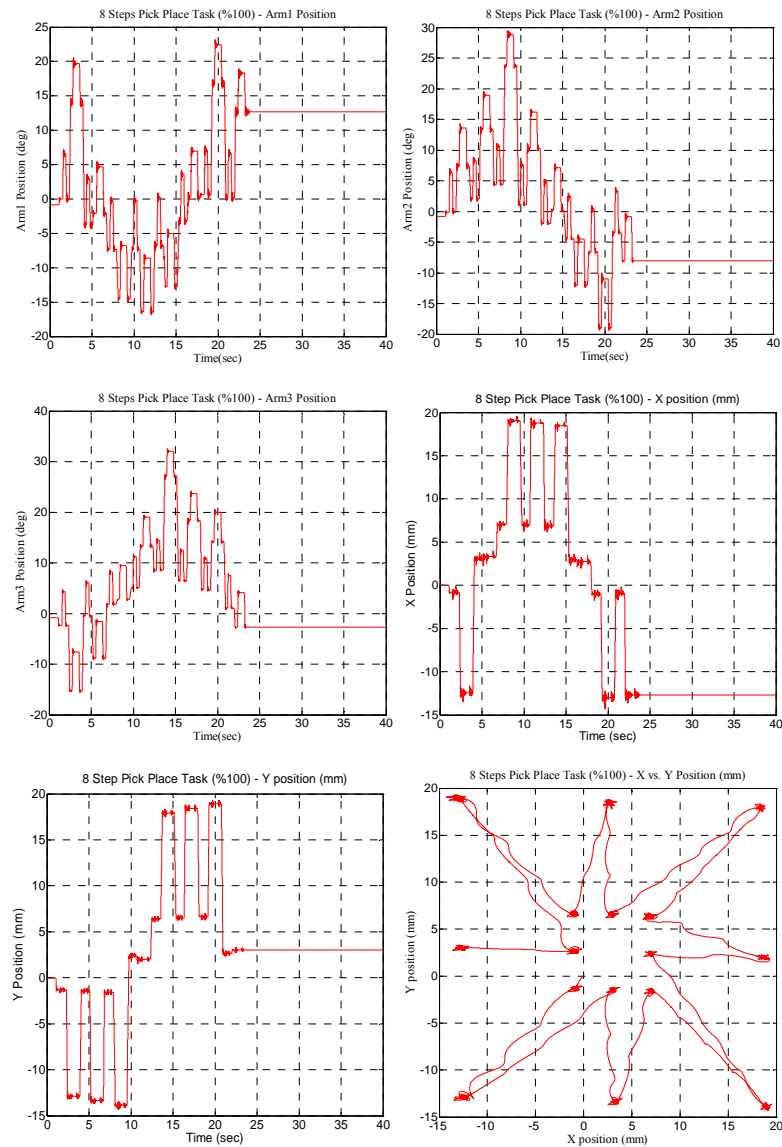 8 Steps Pick Place Task (%100) - Arm1 Position
25
20
15
10
5
0
-5
-10
-15
-20
Arm1 Position (deg)
0 5 10 15 20 25 30 35 40
Time(sec)
8 Steps Pick Place Task (%100) - Arm2 Position
30
25
20
15
10
5
0
-5
-10
-15
-20
Arm2 Position (deg)
0 5 10 15 20 25 30 35 40
Time(sec)
8 Steps Pick Place Task (%100) - Arm3 Position
40
30
20
10
0
-10
-20
Arm3 Position (deg)
0 5 10 15 20 25 30 35 40
Time(sec)
8 Step Pick Place Task (%100) - X position (mm)
20
15
10
5
0
-5
-10
-15
X Position (mm)
0 5 10 15 20 25 30 35 40
Time (sec)
8 Step Pick Place Task (%100) - Y position (mm)
20
15
10
5
0
-5
-10
-15
Y Position (mm)
0 5 10 15 20 25 30 35 40
Time (sec)
8 Steps Pick Place Task (%100) - X vs. Y Position (mm)
20
15
10
5
0
-5
-10
-15
Y position (mm)
-15 -10 -5 0 5 10 15 20
X position (mm)